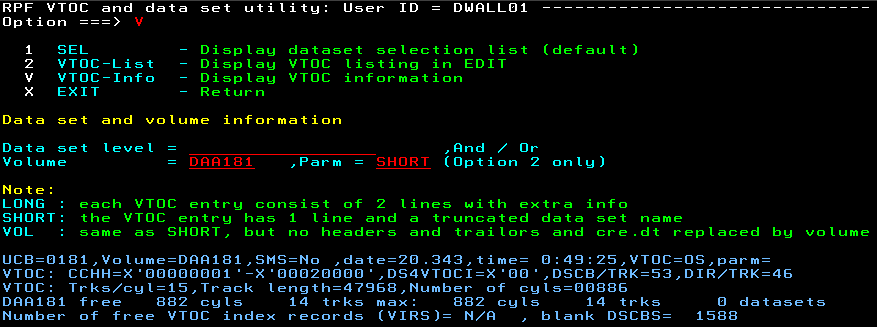 RPF VTOC and data set utility: User ID = DWALL01 ------------------------------
Option ===> V
1 SEL - Display dataset selection list (default)
2 VTOC-List - Display VTOC listing in EDIT
V VTOC-Info - Display VTOC information
X EXIT - Return
Data set and volume information
Data set level = _________________ ,And / Or
Volume = DAA181 ,Parm = SHORT (Option 2 only)
Note:
LONG : each VTOC entry consist of 2 lines with extra info
SHORT: the VTOC entry has 1 line and a truncated data set name
VOL : same as SHORT, but no headers and trailors and cre.dt replaced by volume
UCB=0181,Volume=DAA181,SMS=No ,date=20.343,time= 0:49:25,VTOC=OS,parm=
VTOC: CCHH=X'00000001'-X'00020000',DS4VTOCI=X'00',DSCB/TRK=53,DIR/TRK=46
VTOC: Trks/cyl=15,Track length=47968,Number of cyls=00886
DAA181 free 882 cyls 14 trks max: 882 cyls 14 trks 0 datasets
Number of free VTOC index records (VIRS)= N/A , blank DSCBS= 1588